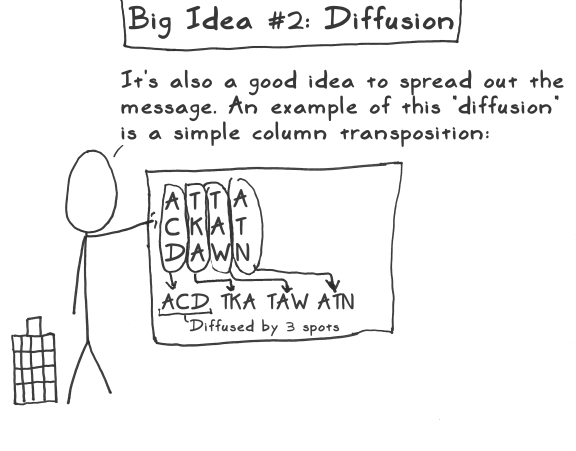 Big Idea #2: Diffusion
It's also a good idea to spread out the
message. An example of this "diffusion"
is a simple column transposition:
A T T A
C K A T
D A W N
ACD TKA TAW ATN
Diffused by 3 spots